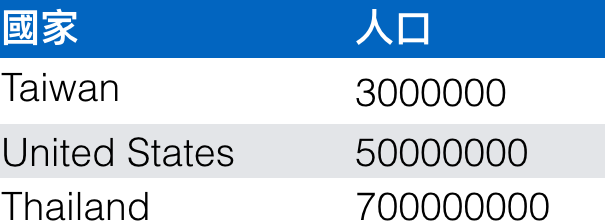 國家 人口
Taiwan 3000000
United States 50000000
Thailand 700000000